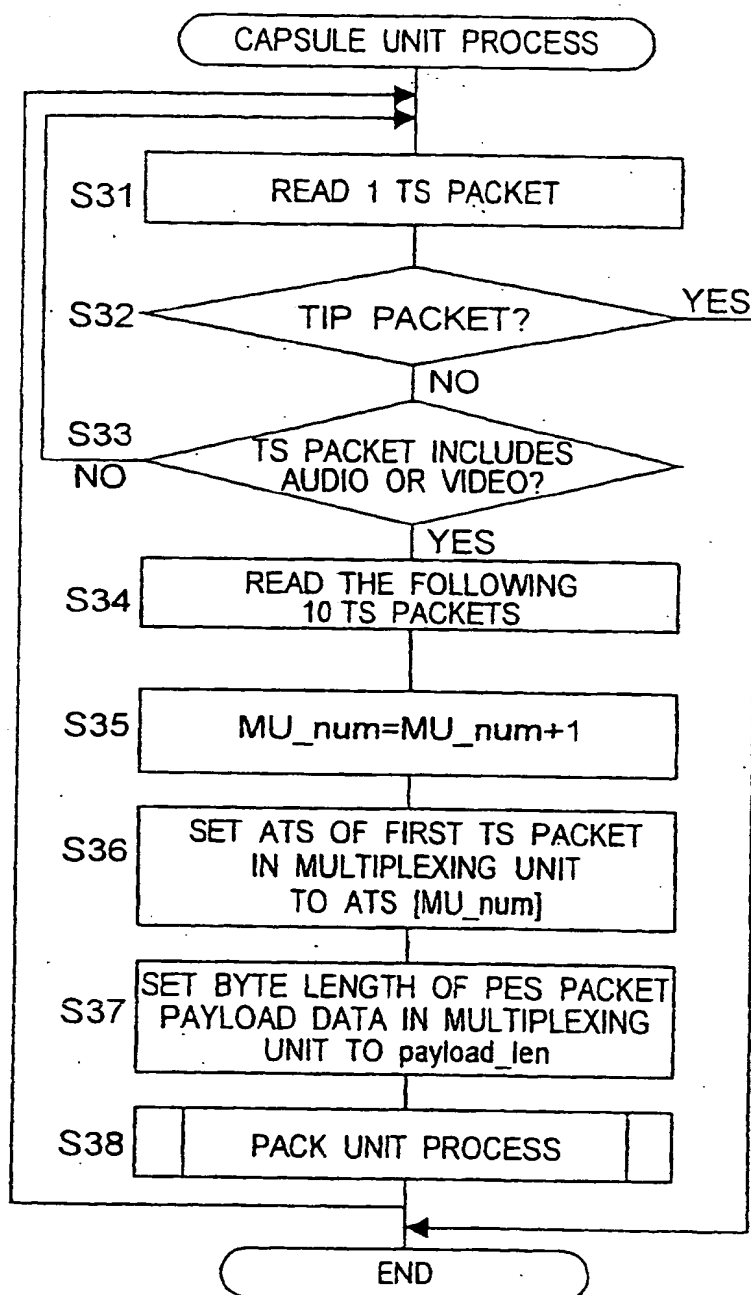 CAPSULE UNIT PROCESS
S31
READ 1 TS PACKET
S32
TIP PACKET?
YES
NO
S33
NO
TS PACKET INCLUDES
AUDIO OR VIDEO?
YES
S34
READ THE FOLLOWING
10 TS PACKETS
S35
MU_num=MU_num+1
S36
SET ATS OF FIRST TS PACKET
IN MULTIPLEXING UNIT
TO ATS [MU_num]
S37
SET BYTE LENGTH OF PES PACKET
PAYLOAD DATA IN MULTIPLEXING
UNIT TO payload_len
S38
PACK UNIT PROCESS
END